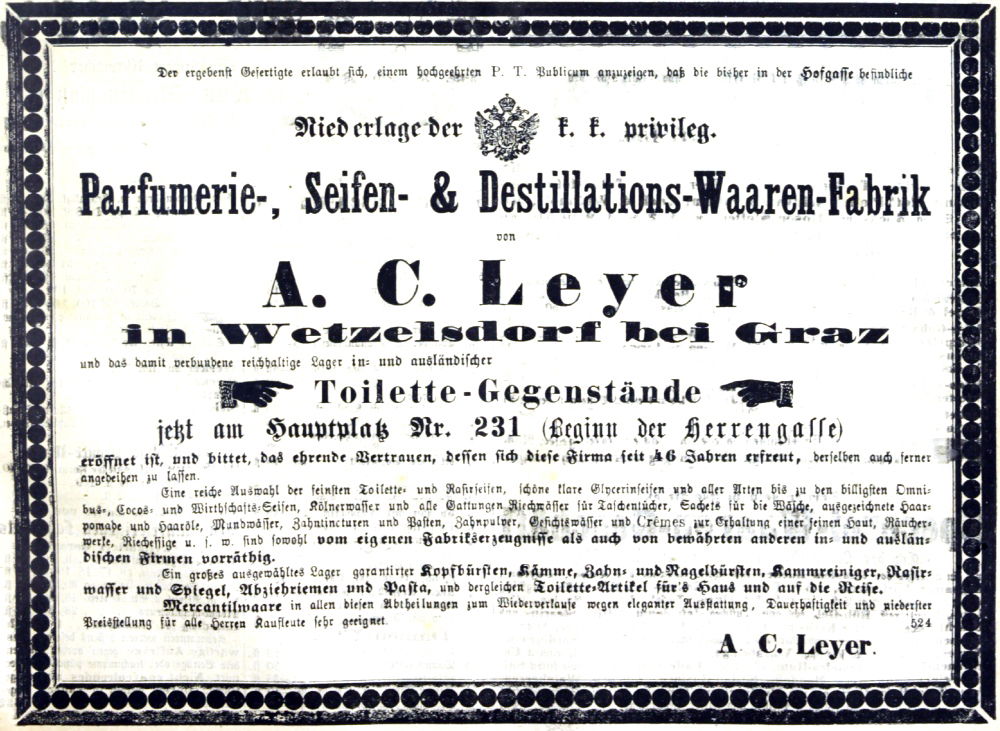 Der ergebenst Gefertigte erlaubt sich, einem hochgeehrten P. T. Publicum anzuzeigen, daß die bisher in der Hofgasse befindliche
Niederlage der k. k. privileg.
Parfumerie-, Seifen- & Destillations-Waaren-Fabrik
von
A. C. Leyer
in Wetzelsdorf bei Graz
und das damit verbundene reichhaltige Lager in- und ausländischer
Toilette-Gegenstände
jetzt am Hauptplatz Nr. 231 (Beginn der Herrengasse)
eröffnet ist, und bittet, das ehrende Vertrauen, dessen sich diese Firma seit 46 Jahren erfreut, derselben auch ferner
angedeihen zu lassen.
Eine reiche Auswahl der feinsten Toilette- und Rasirseifen, schöne klare Glycerinseifen und aller Arten bis zu den billigsten Omni-
bus-, Cocos- und Wirthschafts-Seifen, Kölnerwasser und alle Gattungen Riechwässer für Taschentücher, Sachets für die Wäsche, ausgezeichnete Haar-
pomade und Haaröle, Mundwässer, Zahntincturen und Pasten, Zahnpulver, Gesichtswässer und Crêmes zur Erhaltung einer feinen Haut, Räucher-
werke, Riechessige u. s. w. sind sowohl vom eigenen Fabrikserzeugnisse als auch von bewährten anderen in- und auslän-
dischen Firmen vorräthig.
Ein großes ausgewähltes Lager garantirter Kopfbürsten, Kämme, Zahn- und Nagelbürsten, Kammreiniger, Rasir-
wasser und Spiegel, Abziehriemen und Pasta, und dergleichen Toilette-Artikel für's Haus und auf die Reise.
Mercantilwaare in allen diesen Abtheilungen zum Wiederverkaufe wegen eleganter Ausstattung, Dauerhaftigkeit und niederster
Preisstellung für alle Herren Kaufleute sehr geeignet.
524
A. C. Leyer.